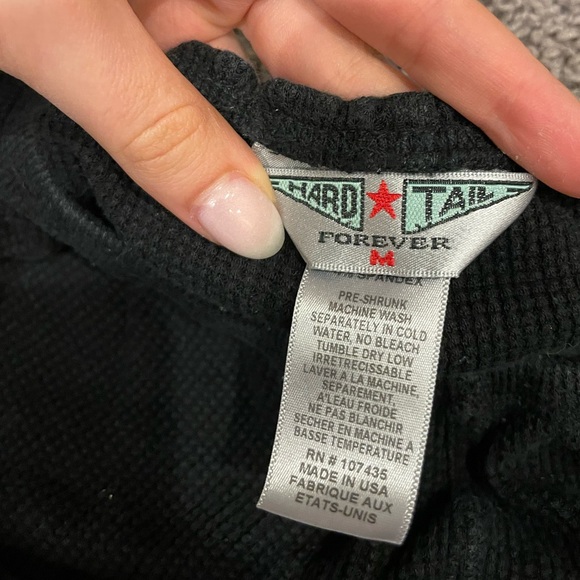 HARD ★ TAIL
FOREVER
M
SPANDEX
PRE-SHRUNK
MACHINE WASH
SEPARATELY IN COLD
WATER, NO BLEACH
TUMBLE DRY LOW
IRRETRECISSABLE
LAVER A LA MACHINE,
SEPAREMENT,
A'LEAU FROIDE
NE PAS BLANCHIR
SECHER EN MACHINE A
BASSE TEMPERATURE
RN # 107435
MADE IN USA
FABRIQUE AUX
ETATS-UNIS